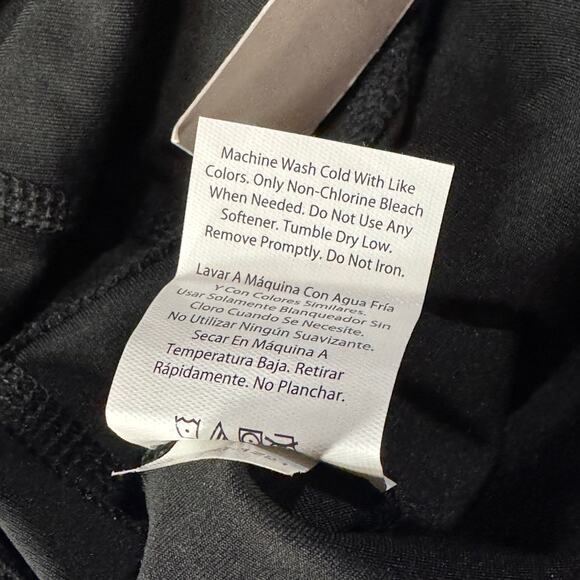 Machine Wash Cold With Like
Colors. Only Non-Chlorine Bleach
When Needed. Do Not Use Any
Softener. Tumble Dry Low.
Remove Promptly. Do Not Iron.
Lavar A Máquina Con Agua Fría
Y Con Colores Similares.
Usar Solamente Blanqueador Sin
Cloro Cuando Se Necesite.
No Utilizar Ningún Suavizante.
Secar En Máquina A
Temperatura Baja. Retirar
Rápidamente. No Planchar.